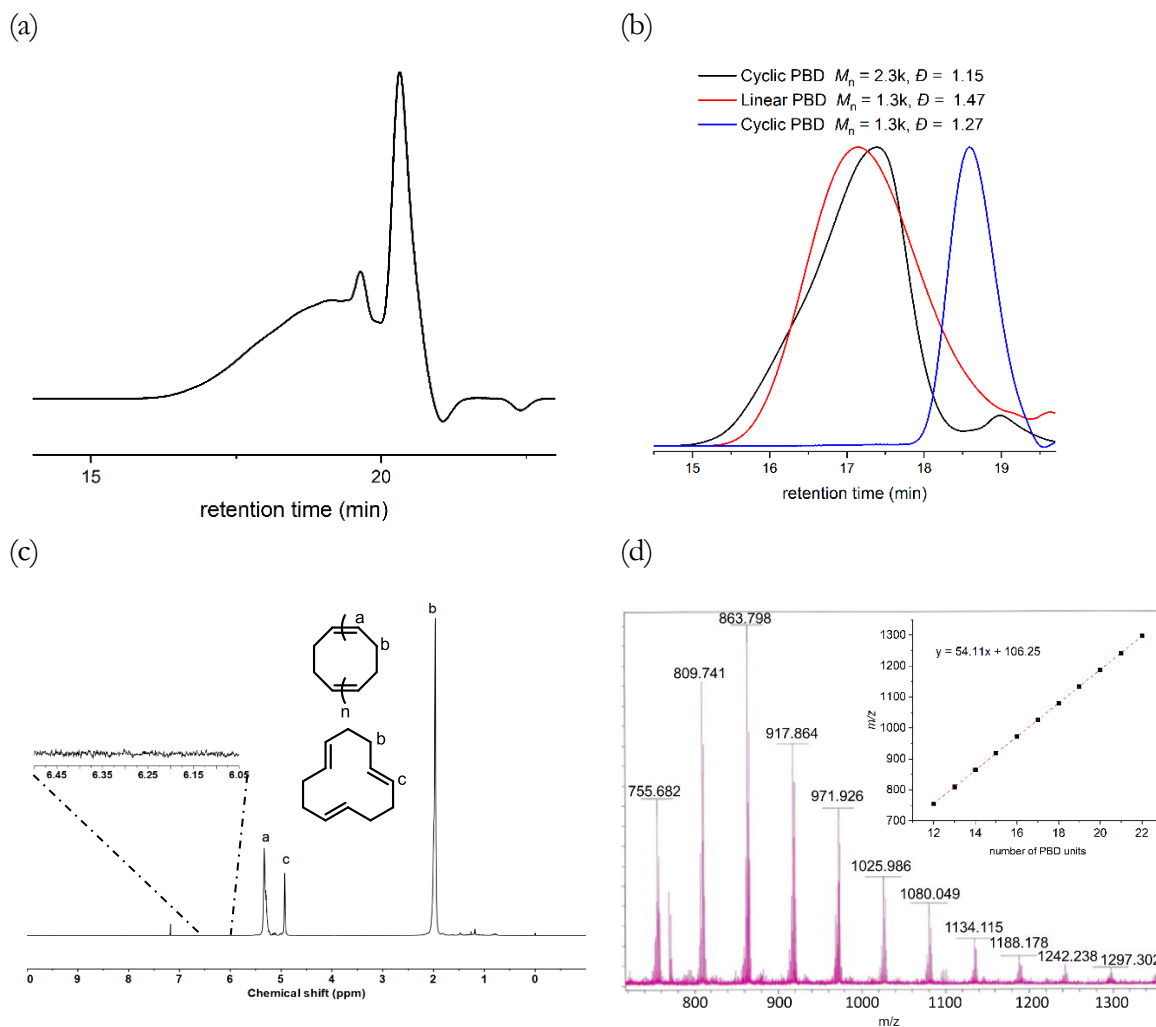 (a)
15
20
retention time (min)
(b)
Cyclic PBD Mn = 2.3k, Đ = 1.15
Linear PBD Mn = 1.3k, Đ = 1.47
Cyclic PBD Mn = 1.3k, Đ = 1.27
15 16 17 18 19
retention time (min)
(c)
a
b
n
b
c
6.45 6.35 6.25 6.15 6.05
a
c
b
0 9 8 7 6 5 4 3 2 1 0
Chemical shift (ppm)
(d)
755.682
809.741
863.798
917.864
971.926
1025.986
1080.049
1134.115
1188.178
1242.238
1297.302
y = 54.11x + 106.25
m/z
1300
1200
1100
1000
900
800
700
12 14 16 18 20 22
number of PBD units
800 900 1000 1100 1200 1300
m/z